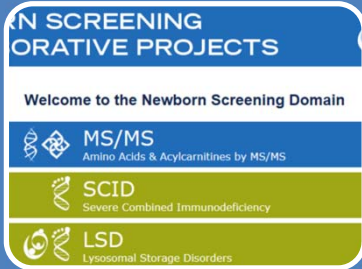 RN SCREENING
ORATIVE PROJECTS
Welcome to the Newborn Screening Domain
MS/MS
Amino Acids & Acylcarnitines by MS/MS
SCID
Severe Combined Immunodeficiency
LSD
Lysosomal Storage Disorders